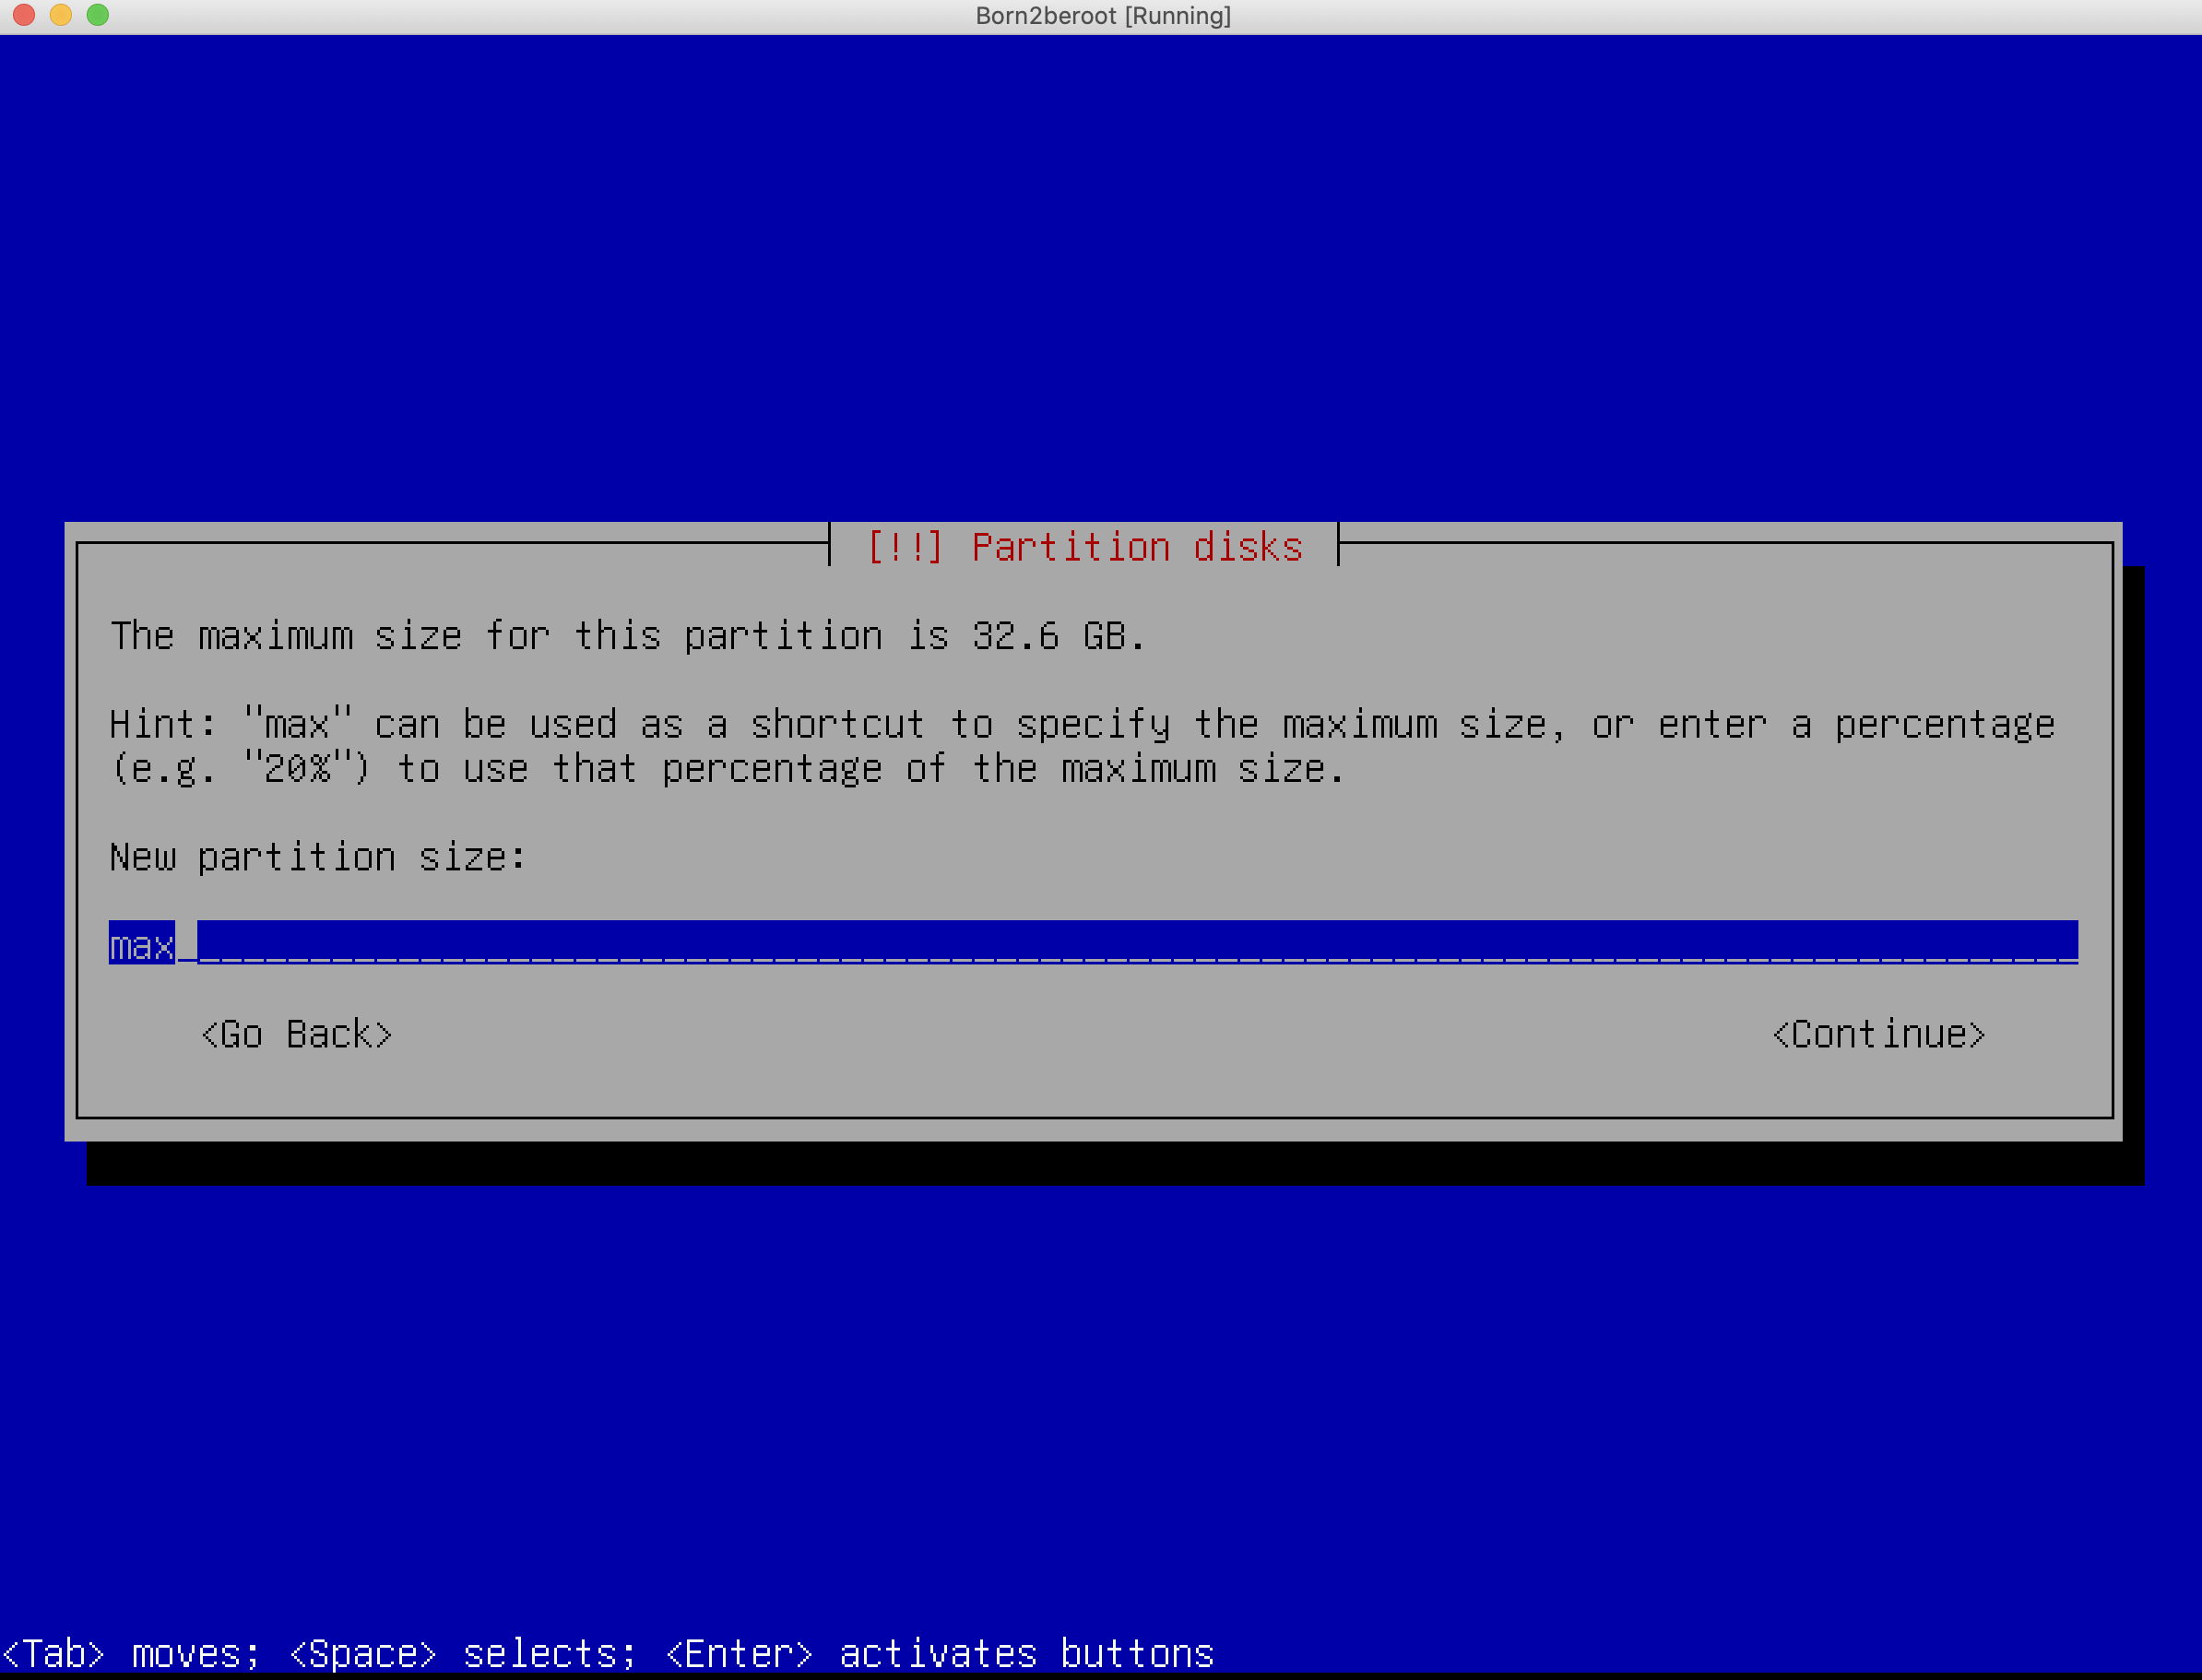 Born2beroot [Running]
[!!] Partition disks
The maximum size for this partition is 32.6 GB.
Hint: "max" can be used as a shortcut to specify the maximum size, or enter a percentage
(e.g. "20%") to use that percentage of the maximum size.
New partition size:
max
<Go Back>
<Continue>
<Tab> moves; <Space> selects; <Enter> activates buttons